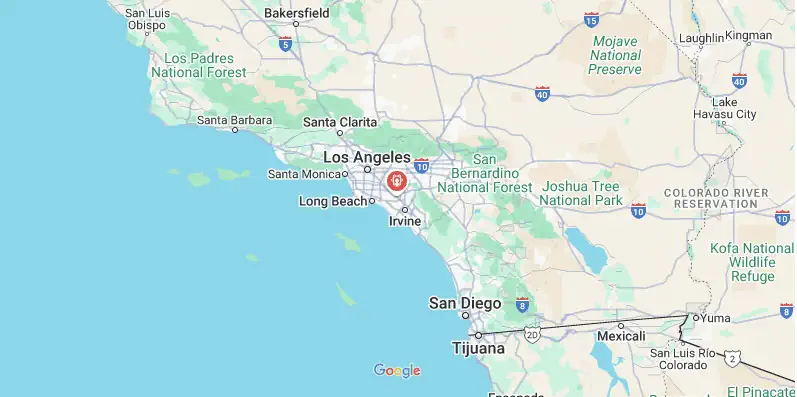 San Luis
Obispo
Bakersfield
5
15
Mojave
National
Preserve
Laughlin
Kingman
Los Padres
National Forest
40
40
Lake
Havasu City
Santa Barbara
Santa Clarita
Los Angeles
10
San
Bernardino
National Forest
Santa Monica
Joshua Tree
National Park
COLORADO RIVER
RESERVATION
Long Beach
10
10
Irvine
Kofa National
Wildlife
Refuge
San Diego
8
8
Yuma
Tijuana
2D
Mexicali
San Luis Río
Colorado
2
Google
Ensenada
El Pinacate